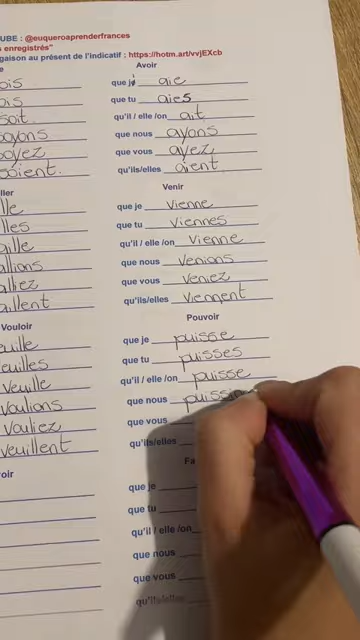 UBE : @euqueroaprenderfrances
s enregistrés"
gaison au présent de l'indicatif : https://hotm.art/vvjEXcb
Avoir
ois que j' aie
ois que tu aies
soit qu'il / elle /on ait
soyons que nous ayons
soyez que vous ayez
soient. qu'ils/elles aient
ller Venir
lle que je vienne
lles que tu viennes
aille qu'il / elle /on vienne
allions que nous venions
alliez que vous veniez
aillent qu'ils/elles viennent
Vouloir Pouvoir
euille que je puisse
euilles que tu puisses
veuille qu'il / elle /on puisse
voulions que nous puissi
vouliez que vous
veuillent qu'ils/elles
oir Fa
que je
que tu
qu'il / elle /on
que nous
que vous
qu'ils/elles